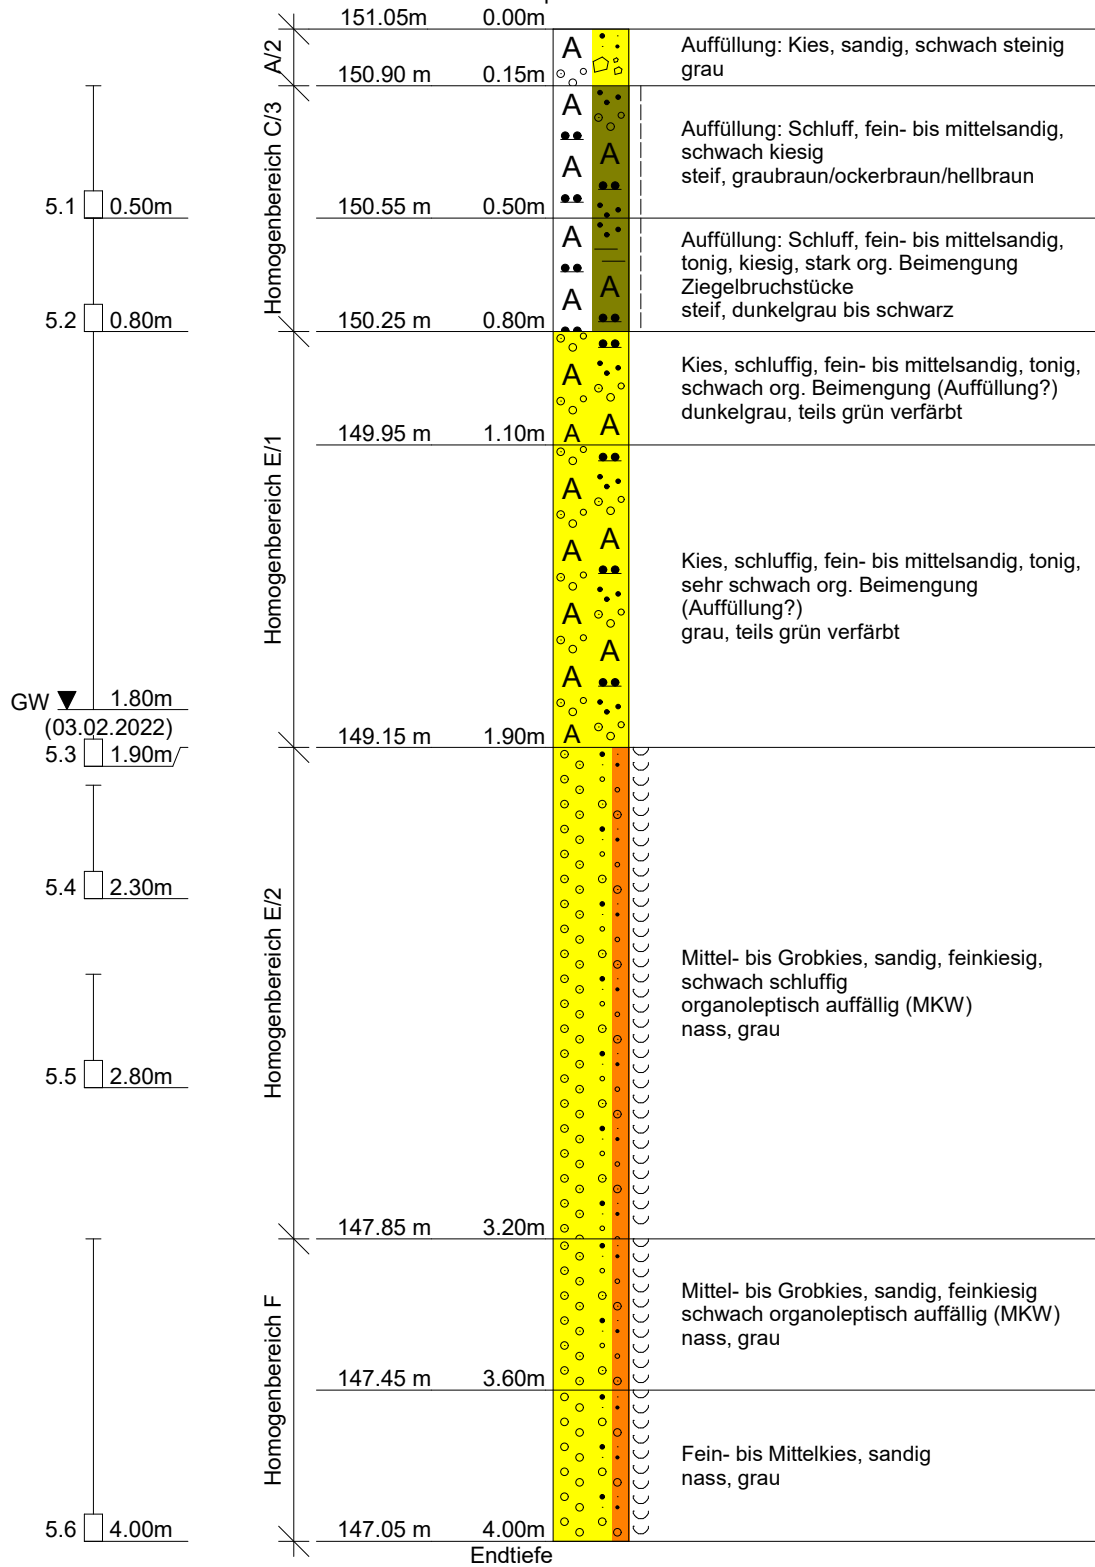 151.05m 0.00m
A/2
A
Auffüllung: Kies, sandig, schwach steinig
grau
150.90 m 0.15m
Homogenbereich C/3
A
A
A
Auffüllung: Schluff, fein- bis mittelsandig,
schwach kiesig
steif, graubraun/ockerbraun/hellbraun
5.1 0.50m
150.55 m 0.50m
A
A
A
Auffüllung: Schluff, fein- bis mittelsandig,
tonig, kiesig, stark org. Beimengung
Ziegelbruchstücke
steif, dunkelgrau bis schwarz
5.2 0.80m
150.25 m 0.80m
Homogenbereich E/1
A
A
A
Kies, schluffig, fein- bis mittelsandig, tonig,
schwach org. Beimengung (Auffüllung?)
dunkelgrau, teils grün verfärbt
149.95 m 1.10m
A
A
A
A
A
A
A
Kies, schluffig, fein- bis mittelsandig, tonig,
sehr schwach org. Beimengung
(Auffüllung?)
grau, teils grün verfärbt
GW 1.80m
(03.02.2022)
5.3 1.90m
149.15 m 1.90m
Homogenbereich E/2
5.4 2.30m
Mittel- bis Grobkies, sandig, feinkiesig,
schwach schluffig
organoleptisch auffällig (MKW)
nass, grau
5.5 2.80m
147.85 m 3.20m
Homogenbereich F
Mittel- bis Grobkies, sandig, feinkiesig
schwach organoleptisch auffällig (MKW)
nass, grau
147.45 m 3.60m
Fein- bis Mittelkies, sandig
nass, grau
5.6 4.00m
147.05 m 4.00m
Endtiefe